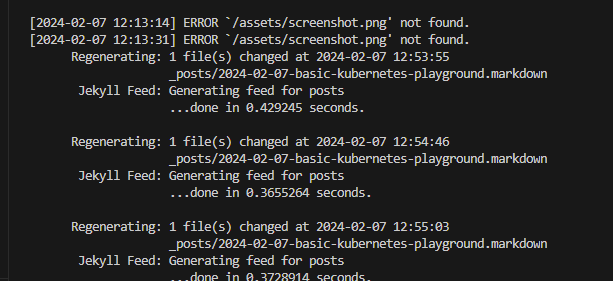 [2024-02-07 12:13:14] ERROR `/assets/screenshot.png' not found.
[2024-02-07 12:13:31] ERROR `/assets/screenshot.png' not found.
Regenerating: 1 file(s) changed at 2024-02-07 12:53:55
_posts/2024-02-07-basic-kubernetes-playground.markdown
Jekyll Feed: Generating feed for posts
...done in 0.429245 seconds.
Regenerating: 1 file(s) changed at 2024-02-07 12:54:46
_posts/2024-02-07-basic-kubernetes-playground.markdown
Jekyll Feed: Generating feed for posts
...done in 0.3655264 seconds.
Regenerating: 1 file(s) changed at 2024-02-07 12:55:03
_posts/2024-02-07-basic-kubernetes-playground.markdown
Jekyll Feed: Generating feed for posts
...done in 0.3728914 seconds.